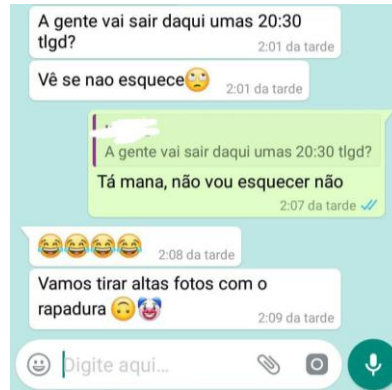 A gente vai sair daqui umas 20:30
tlgd?
2:01 da tarde
Vê se nao esquece🙄
2:01 da tarde
A gente vai sair daqui umas 20:30 tlgd?
Tá mana, não vou esquecer não
2:07 da tarde
😂😂😂😂
2:08 da tarde
Vamos tirar altas fotos com o
rapadura 🙃🤡
2:09 da tarde
Digite aqui...